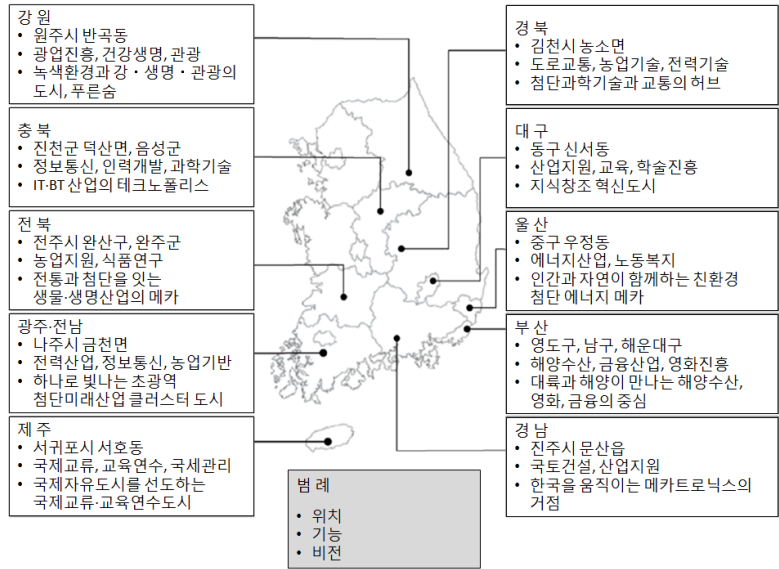 강 원
• 원주시 반곡동
• 광업진흥, 건강생명, 관광
• 녹색환경과 강·생명·관광의
도시, 푸른숨
충 북
• 진천군 덕산면, 음성군
• 정보통신, 인력개발, 과학기술
• IT·BT 산업의 테크노폴리스
전 북
• 전주시 완산구, 완주군
• 농업지원, 식품연구
• 전통과 첨단을 잇는
생물·생명산업의 메카
광주·전남
• 나주시 금천면
• 전력산업, 정보통신, 농업기반
• 하나로 빛나는 초광역
첨단미래산업 클러스터 도시
제 주
• 서귀포시 서호동
• 국제교류, 교육연수, 국세관리
• 국제자유도시를 선도하는
국제교류·교육연수도시
경 북
• 김천시 농소면
• 도로교통, 농업기술, 전력기술
• 첨단과학기술과 교통의 허브
대 구
• 동구 신서동
• 산업지원, 교육, 학술진흥
• 지식창조 혁신도시
울 산
• 중구 우정동
• 에너지산업, 노동복지
• 인간과 자연이 함께하는 친환경
첨단 에너지 메카
부 산
• 영도구, 남구, 해운대구
• 해양수산, 금융산업, 영화진흥
• 대륙과 해양이 만나는 해양수산,
영화, 금융의 중심
경 남
• 진주시 문산읍
• 국토건설, 산업지원
• 한국을 움직이는 메카트로닉스의
거점
범 례
• 위치
• 기능
• 비전